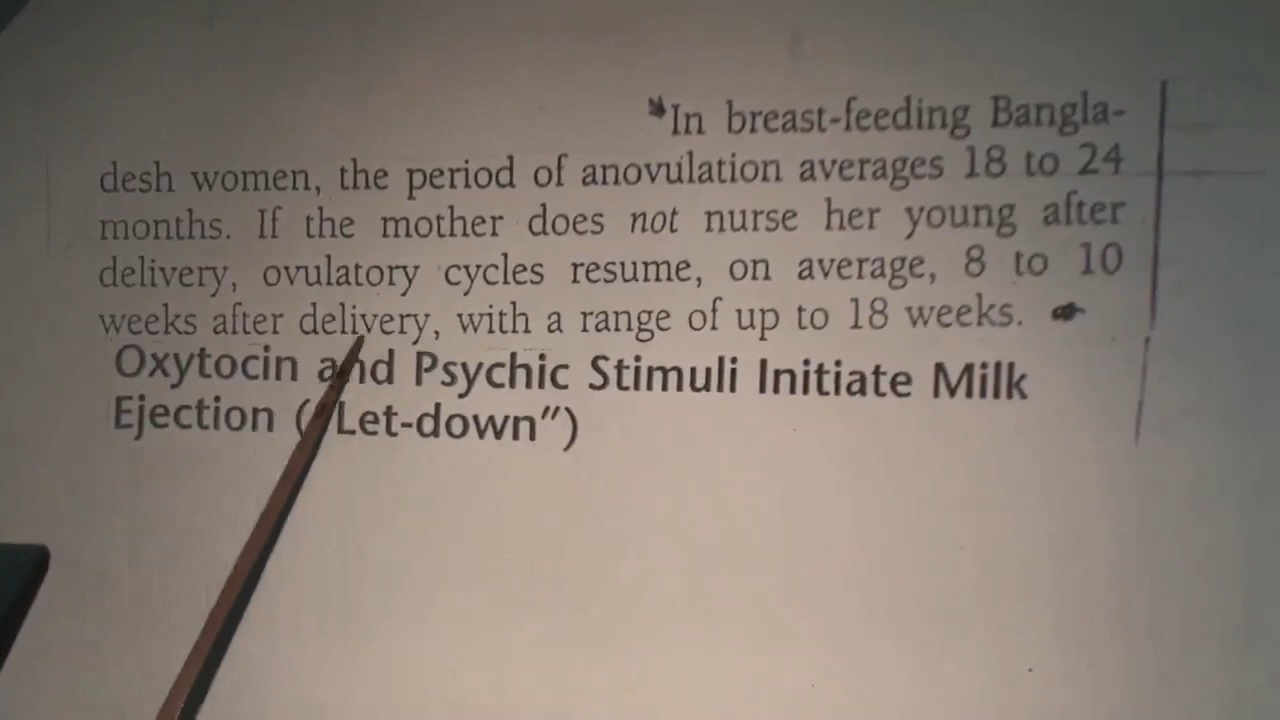 *In breast-feeding Bangla-
desh women, the period of anovulation averages 18 to 24
months. If the mother does not nurse her young after
delivery, ovulatory cycles resume, on average, 8 to 10
weeks after delivery, with a range of up to 18 weeks.
Oxytocin and Psychic Stimuli Initiate Milk
Ejection ("Let-down")